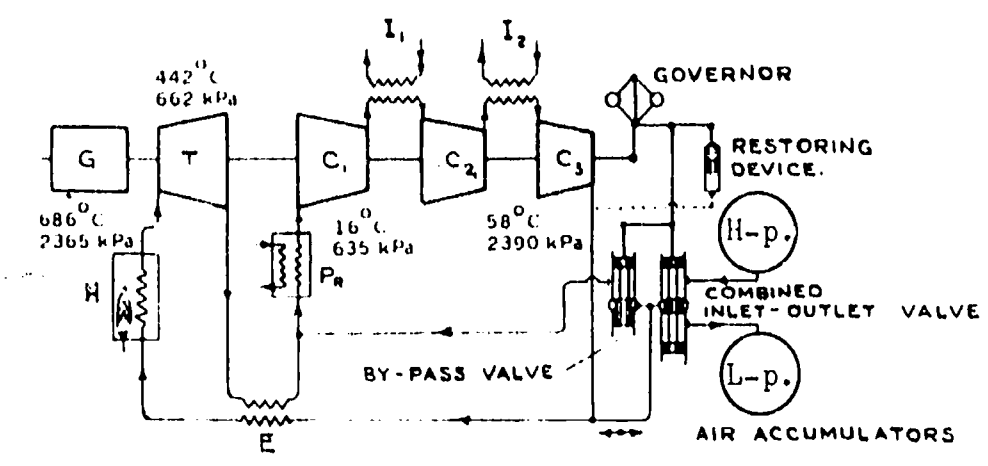 I₁
I₂
442°C
662 kPa
GOVERNOR
G
T
C₁
C₂
C₃
RESTORING
DEVICE.
686°C
2365 kPa
16°C
635 kPa
58°C
2390 kPa
H-p.
H
PR
COMBINED
INLET-OUTLET VALVE
BY-PASS VALVE
L-p.
E
AIR ACCUMULATORS